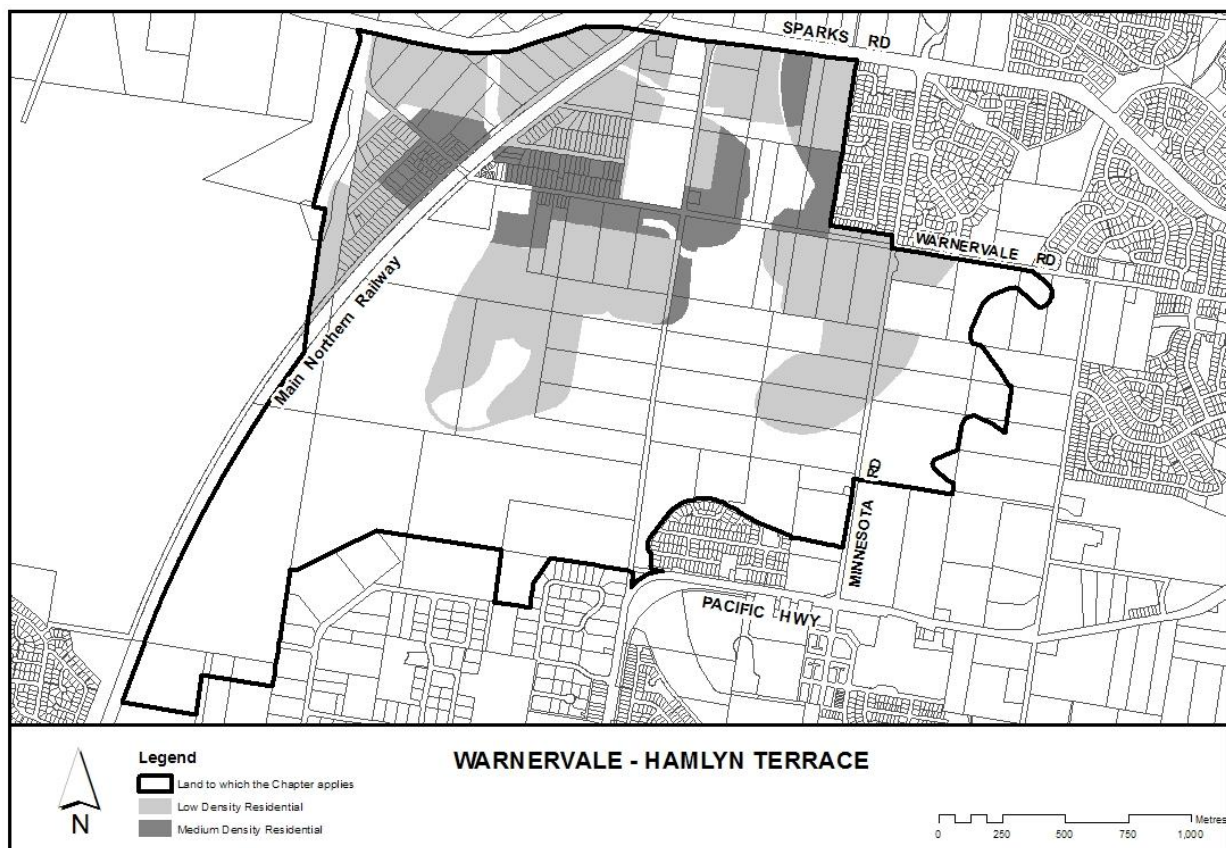 SPARKS RD
WARNERVALE RD
Main Northern Railway
MINNESOTA RD
PACIFIC HWY
N
Legend
Land to which the Chapter applies
Low Density Residential
Medium Density Residential
WARNERVALE - HAMLYN TERRACE
Metres
0 250 500 750 1,000